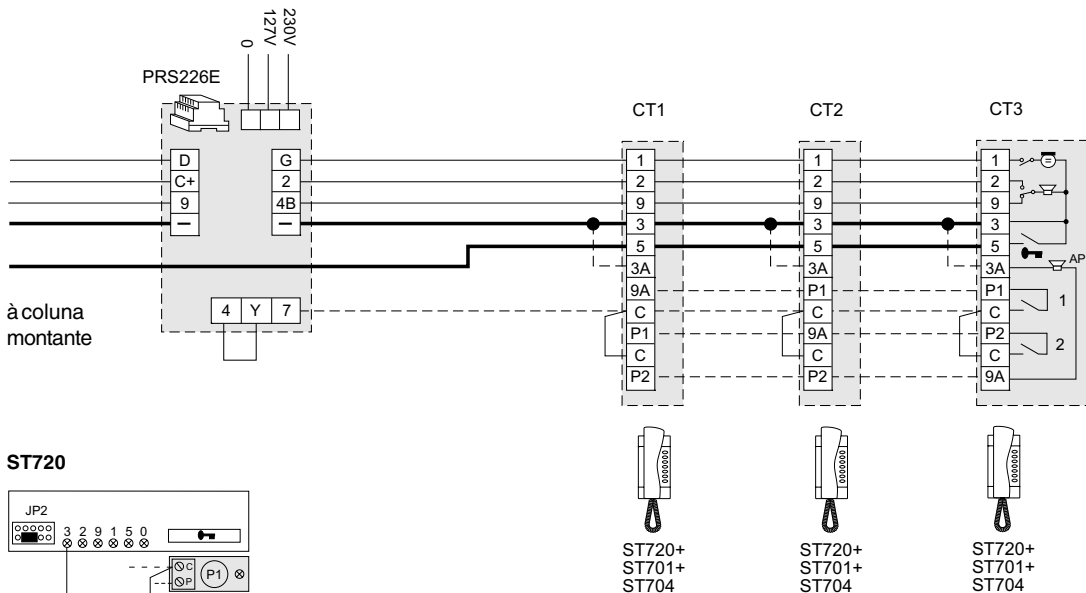 0
127V
230V
PRS226E
CT1
CT2
CT3
D
C+
9
—
G
2
4B
—
4 Y 7
à coluna
montante
1
2
9
3
5
3A
9A
C
P1
C
P2
1
2
9
3
5
3A
P1
C
9A
C
P2
1
2
9
3
5
3A
P1
C
P2
C
9A
AP
1
2
ST720+
ST701+
ST704
ST720+
ST701+
ST704
ST720+
ST701+
ST704
ST720
JP2
3 2 9 1 5 0
C
P
P1